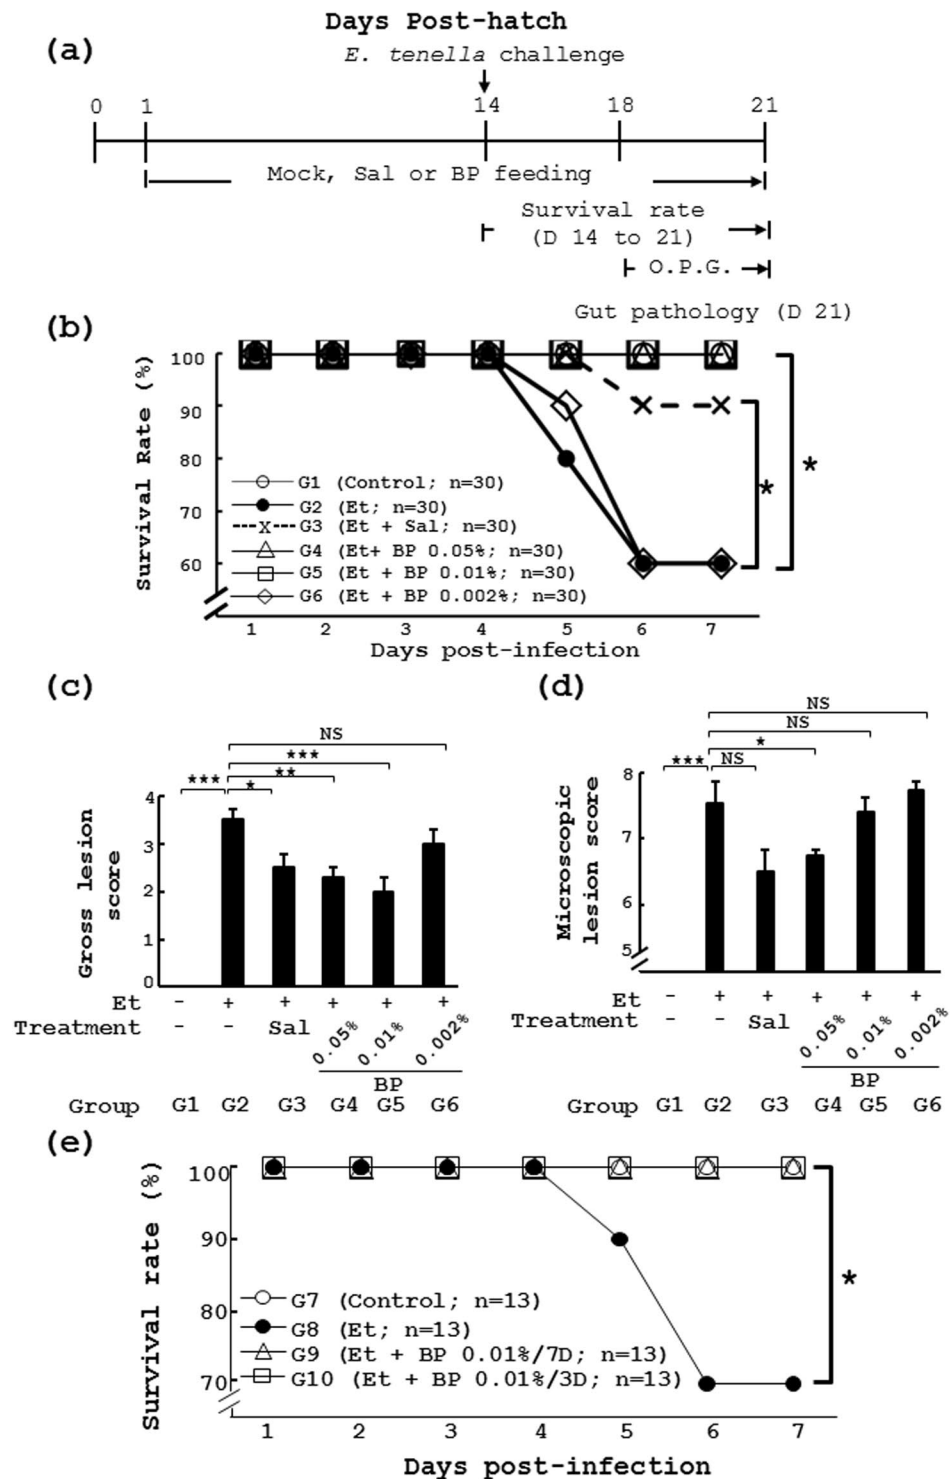 Days Post-hatch
(a)
E. tenella challenge
0 1 14 18 21
Mock, Sal or BP feeding
Survival rate
(D 14 to 21)
O.P.G.
Gut pathology (D 21)
(b)
Survival Rate (%)
100
90
80
70
60
G1 (Control; n=30)
G2 (Et; n=30)
G3 (Et + Sal; n=30)
G4 (Et+ BP 0.05%; n=30)
G5 (Et + BP 0.01%; n=30)
G6 (Et + BP 0.002%; n=30)
*
*
1 2 3 4 5 6 7
Days post-infection
(c)
NS
***
**
*** *
Gross lesion
score
4
3
2
1
0
Et - + + + + +
Treatment - - Sal 0.05% 0.01% 0.002%
BP
Group G1 G2 G3 G4 G5 G6
(d)
NS
NS
*
*** NS
Microscopic
lesion score
8
7
6
5
Et - + + + + +
Treatment - - Sal 0.05% 0.01% 0.002%
BP
Group G1 G2 G3 G4 G5 G6
(e)
Survival rate (%)
100
90
80
70
G7 (Control; n=13)
G8 (Et; n=13)
G9 (Et + BP 0.01%/7D; n=13)
G10 (Et + BP 0.01%/3D; n=13)
*
1 2 3 4 5 6 7
Days post-infection